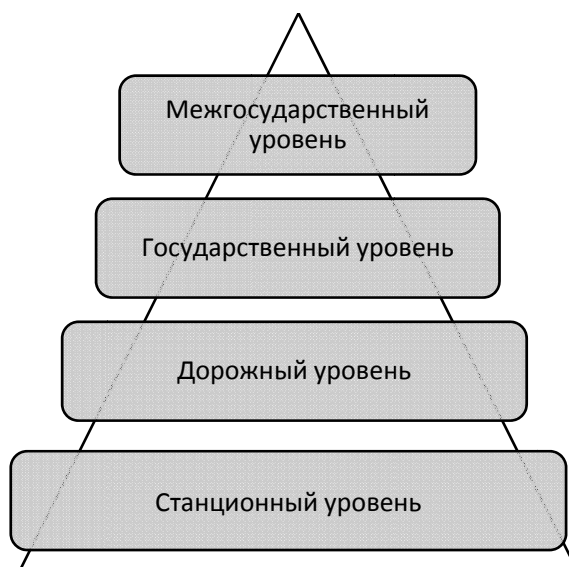 Межгосударственный
уровень
Государственный уровень
Дорожный уровень
Станционный уровень